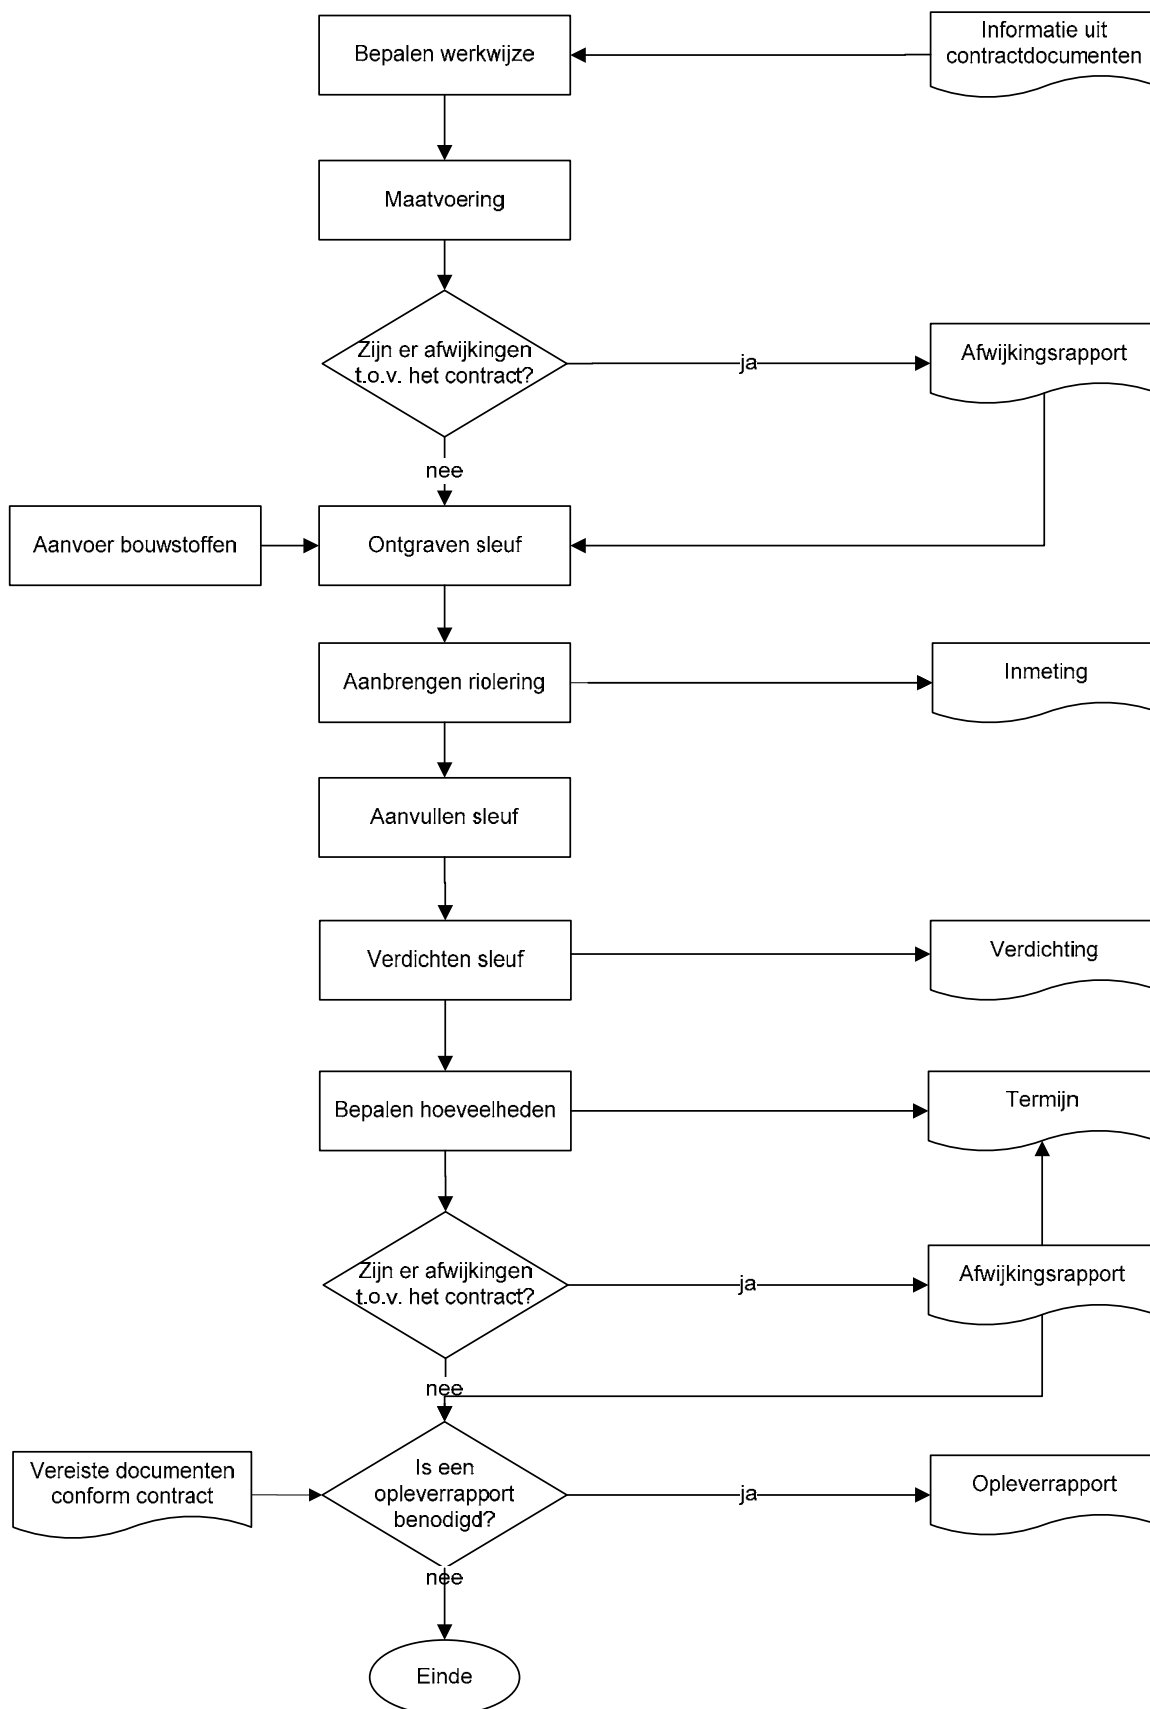 Bepalen werkwijze
Informatie uit
contractdocumenten
Maatvoering
Zijn er afwijkingen
t.o.v. het contract?
ja
Afwijkingsrapport
nee
Aanvoer bouwstoffen
Ontgraven sleuf
Aanbrengen riolering
Inmeting
Aanvullen sleuf
Verdichten sleuf
Verdichting
Bepalen hoeveelheden
Termijn
Zijn er afwijkingen
t.o.v. het contract?
ja
Afwijkingsrapport
nee
Vereiste documenten
conform contract
Is een
opleverrapport
benodigd?
ja
Opleverrapport
nee
Einde